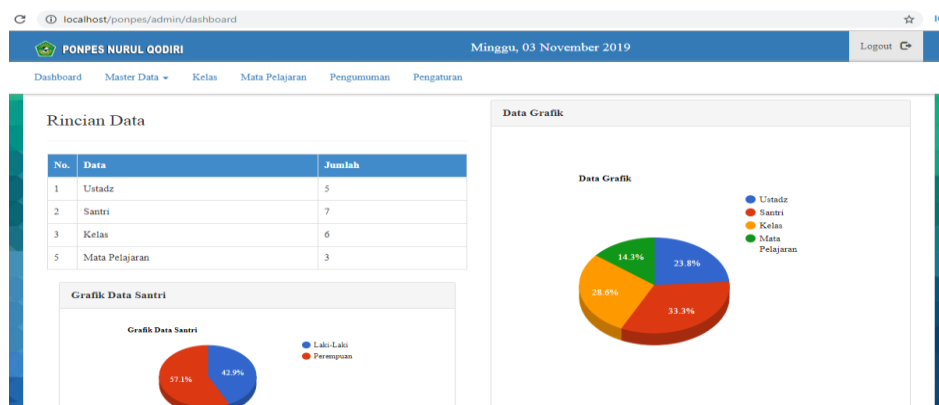 localhost/ponpes/admin/dashboard
PONPES NURUL QODIRI
Minggu, 03 November 2019
Logout
Dashboard Master Data Kelas Mata Pelajaran Pengumuman Pengaturan
Rincian Data
No. Data Jumlah
1 Ustadz 5
2 Santri 7
3 Kelas 6
5 Mata Pelajaran 3
Grafik Data Santri
Grafik Data Santri
Laki-Laki
Perempuan
57.1% 42.9%
Data Grafik
Data Grafik
Ustadz
Santri
Kelas
Mata
Pelajaran
14.3% 23.8%
28.6% 33.3%